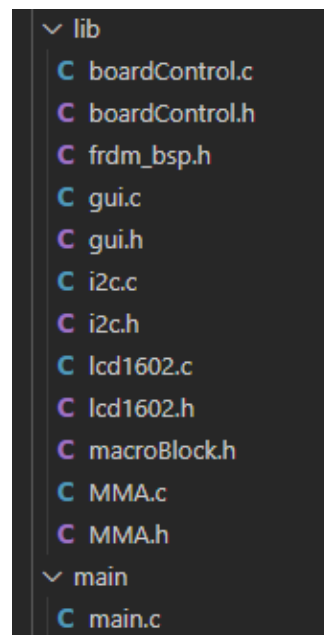 lib
C boardControl.c
C boardControl.h
C frdm_bsp.h
C gui.c
C gui.h
C i2c.c
C i2c.h
C lcd1602.c
C lcd1602.h
C macroBlock.h
C MMA.c
C MMA.h
main
C main.c